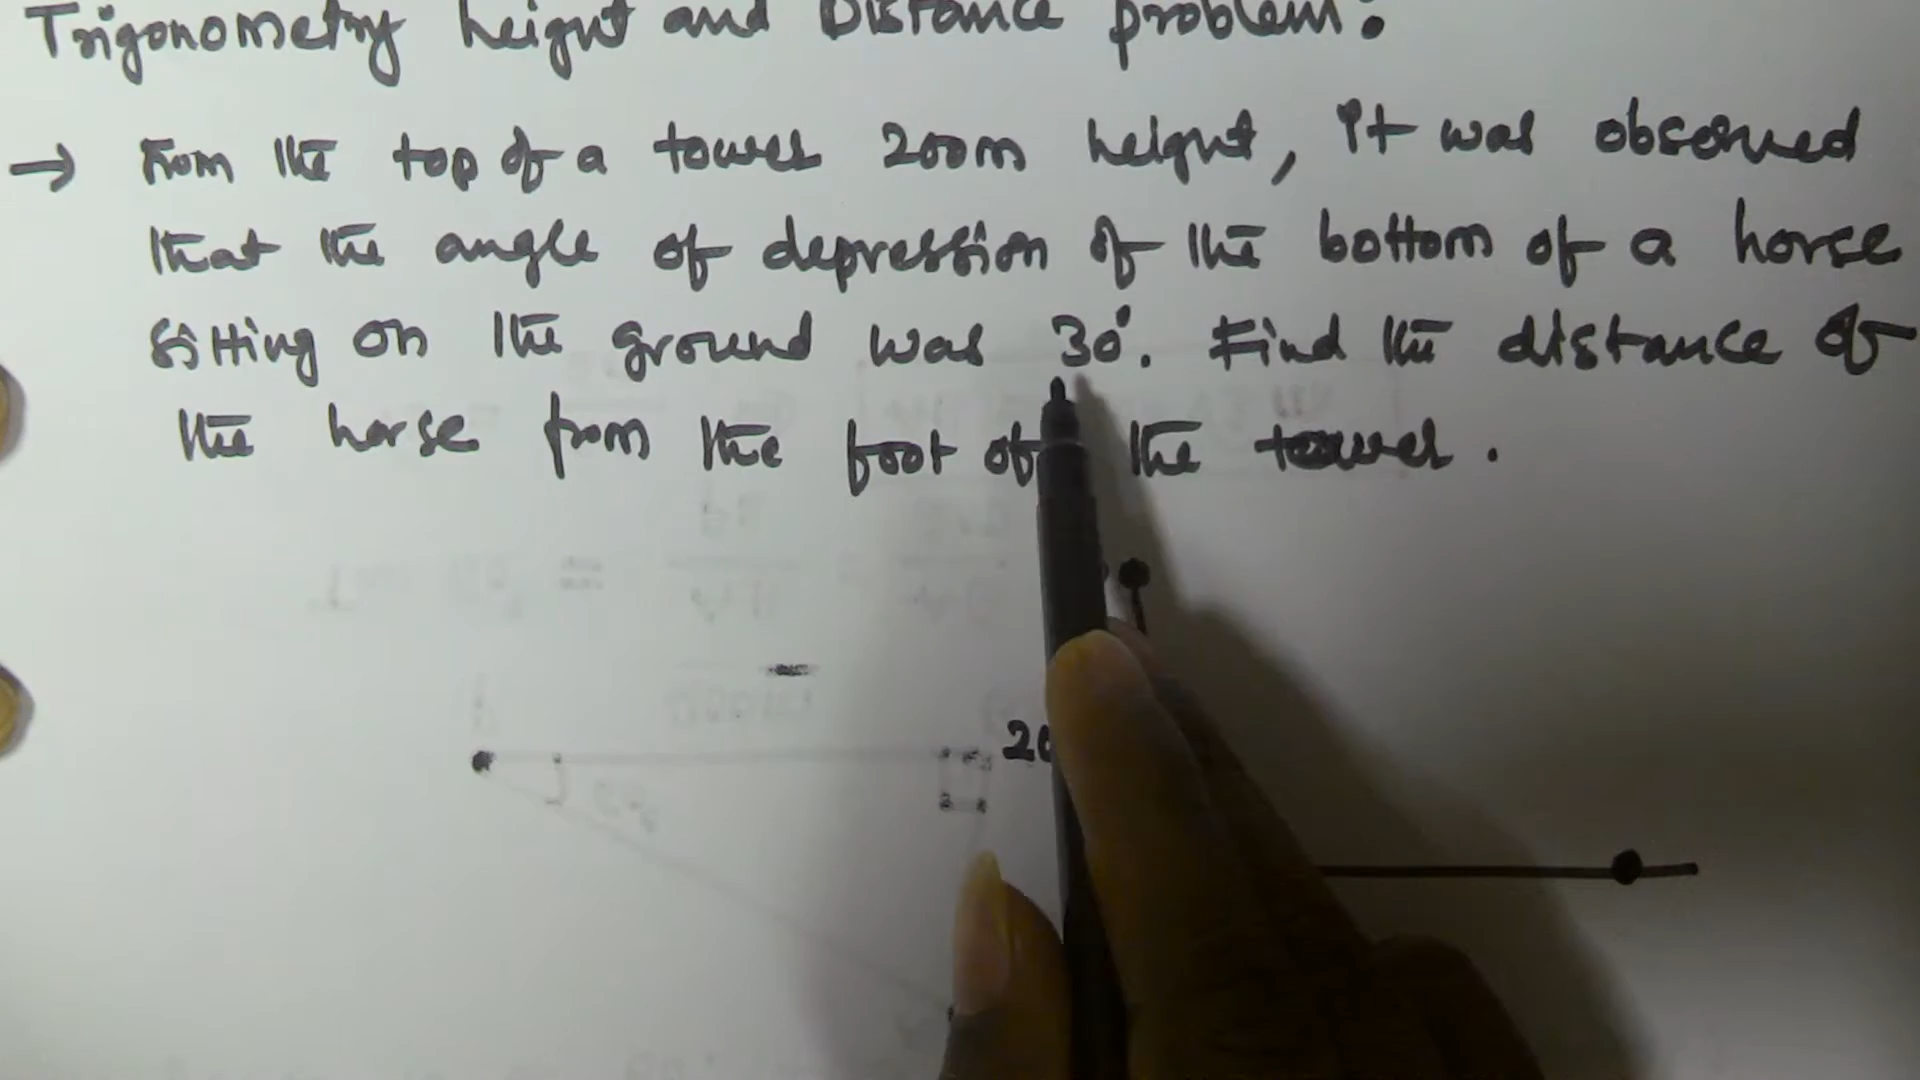 Trigonometry height and Distance problem:
→ From the top of a tower 200m height, it was observed
that the angle of depression of the bottom of a horse
sitting on the ground was 30°. Find the distance of
the horse from the foot of the tower.
20